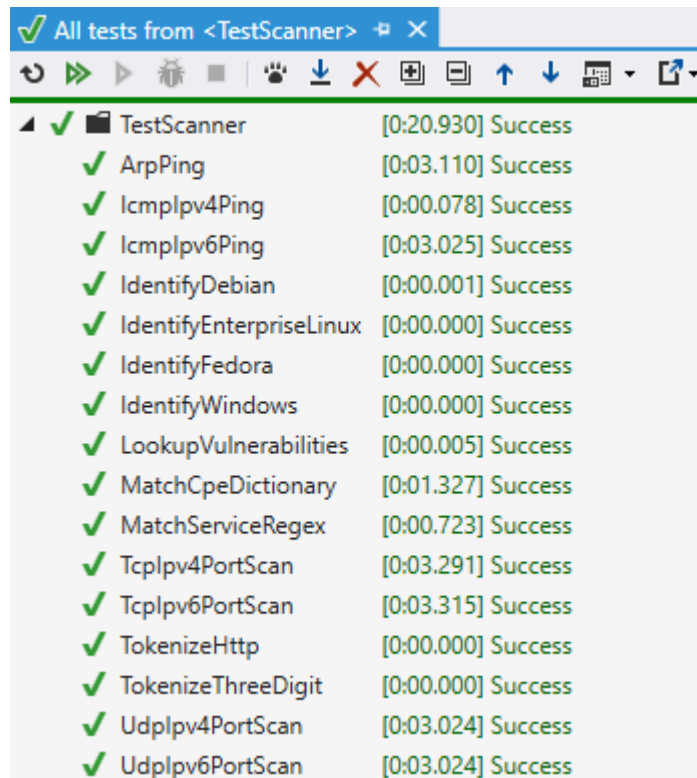 All tests from <TestScanner>
TestScanner [0:20.930] Success
ArpPing [0:03.110] Success
IcmpIpv4Ping [0:00.078] Success
IcmpIpv6Ping [0:03.025] Success
IdentifyDebian [0:00.001] Success
IdentifyEnterpriseLinux [0:00.000] Success
IdentifyFedora [0:00.000] Success
IdentifyWindows [0:00.000] Success
LookupVulnerabilities [0:00.005] Success
MatchCpeDictionary [0:01.327] Success
MatchServiceRegex [0:00.723] Success
TcpIpv4PortScan [0:03.291] Success
TcpIpv6PortScan [0:03.315] Success
TokenizeHttp [0:00.000] Success
TokenizeThreeDigit [0:00.000] Success
UdpIpv4PortScan [0:03.024] Success
UdpIpv6PortScan [0:03.024] Success